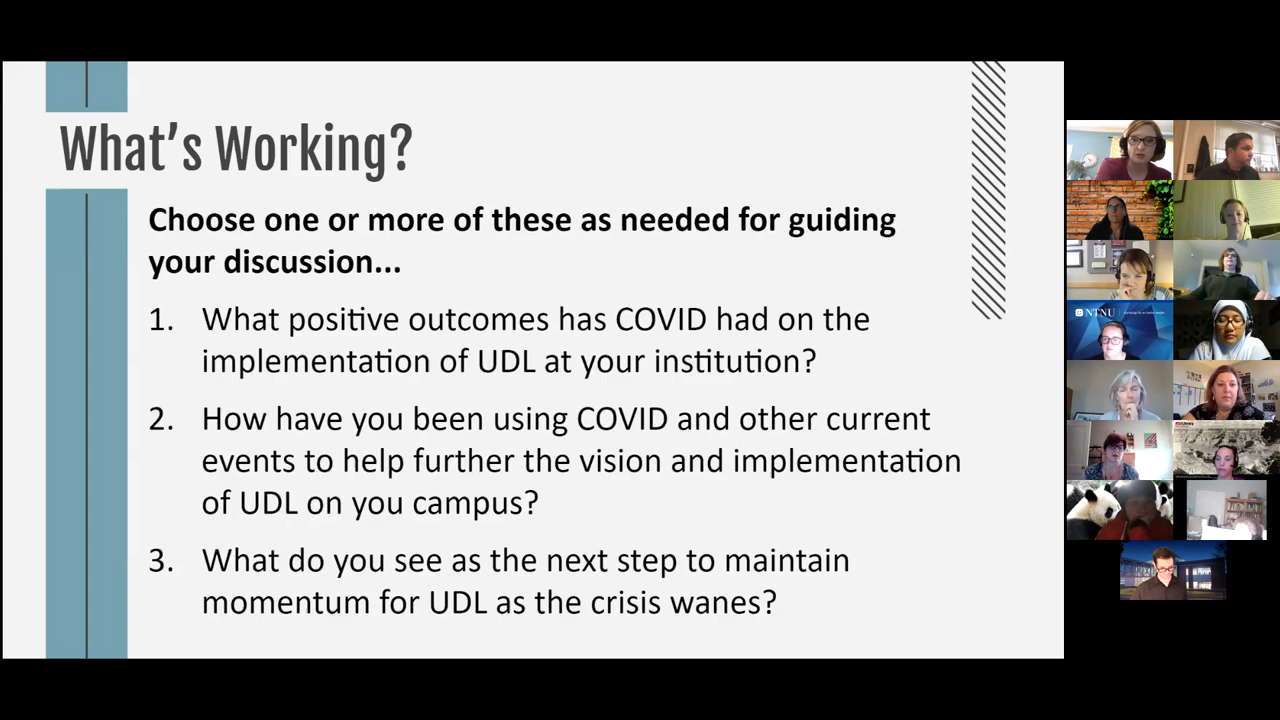 What's Working?
Choose one or more of these as needed for guiding
your discussion...
1. What positive outcomes has COVID had on the
implementation of UDL at your institution?
2. How have you been using COVID and other current
events to help further the vision and implementation
of UDL on you campus?
3. What do you see as the next step to maintain
momentum for UDL as the crisis wanes?
NTNU